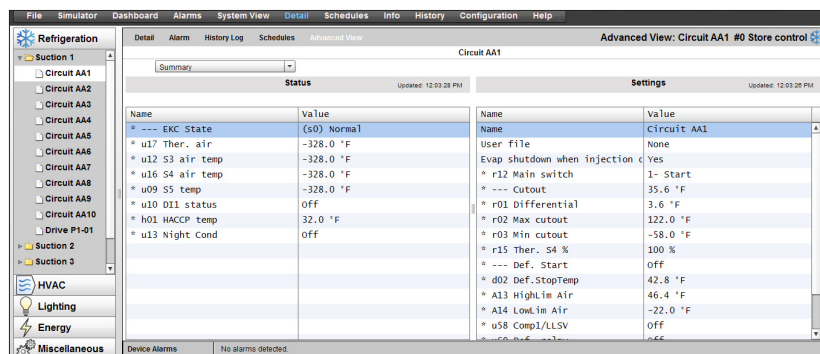 File Simulator Dashboard Alarms System View Detail Schedules Info History Configuration Help
Refrigeration
Detail Alarm History Log Schedules Advanced View
Advanced View: Circuit AA1 #0 Store control
Suction 1
Circuit AA1
Circuit AA2
Circuit AA3
Circuit AA4
Circuit AA5
Circuit AA6
Circuit AA7
Circuit AA8
Circuit AA9
Circuit AA10
Drive P1-01
Suction 2
Suction 3
HVAC
Lighting
Energy
Miscellaneous
Circuit AA1
Summary
Status Updated: 12:03:28 PM
Name Value
* --- EKC State (s0) Normal
* u17 Ther. air -328.0 °F
* u12 S3 air temp -328.0 °F
* u16 S4 air temp -328.0 °F
* u09 S5 temp -328.0 °F
* u10 DI1 status Off
* h01 HACCP temp 32.0 °F
* u13 Night Cond Off
Settings Updated: 12:03:26 PM
Name Value
Name Circuit AA1
User file None
Evap shutdown when injection c Yes
* r12 Main switch 1- Start
* --- Cutout 35.6 °F
* r01 Differential 3.6 °F
* r02 Max cutout 122.0 °F
* r03 Min cutout -58.0 °F
* r15 Ther. S4 % 100 %
* --- Def. Start Off
* d02 Def.StopTemp 42.8 °F
* A13 HighLim Air 46.4 °F
* A14 LowLim Air -22.0 °F
* u58 Comp1/LLSV Off
Device Alarms No alarms detected.